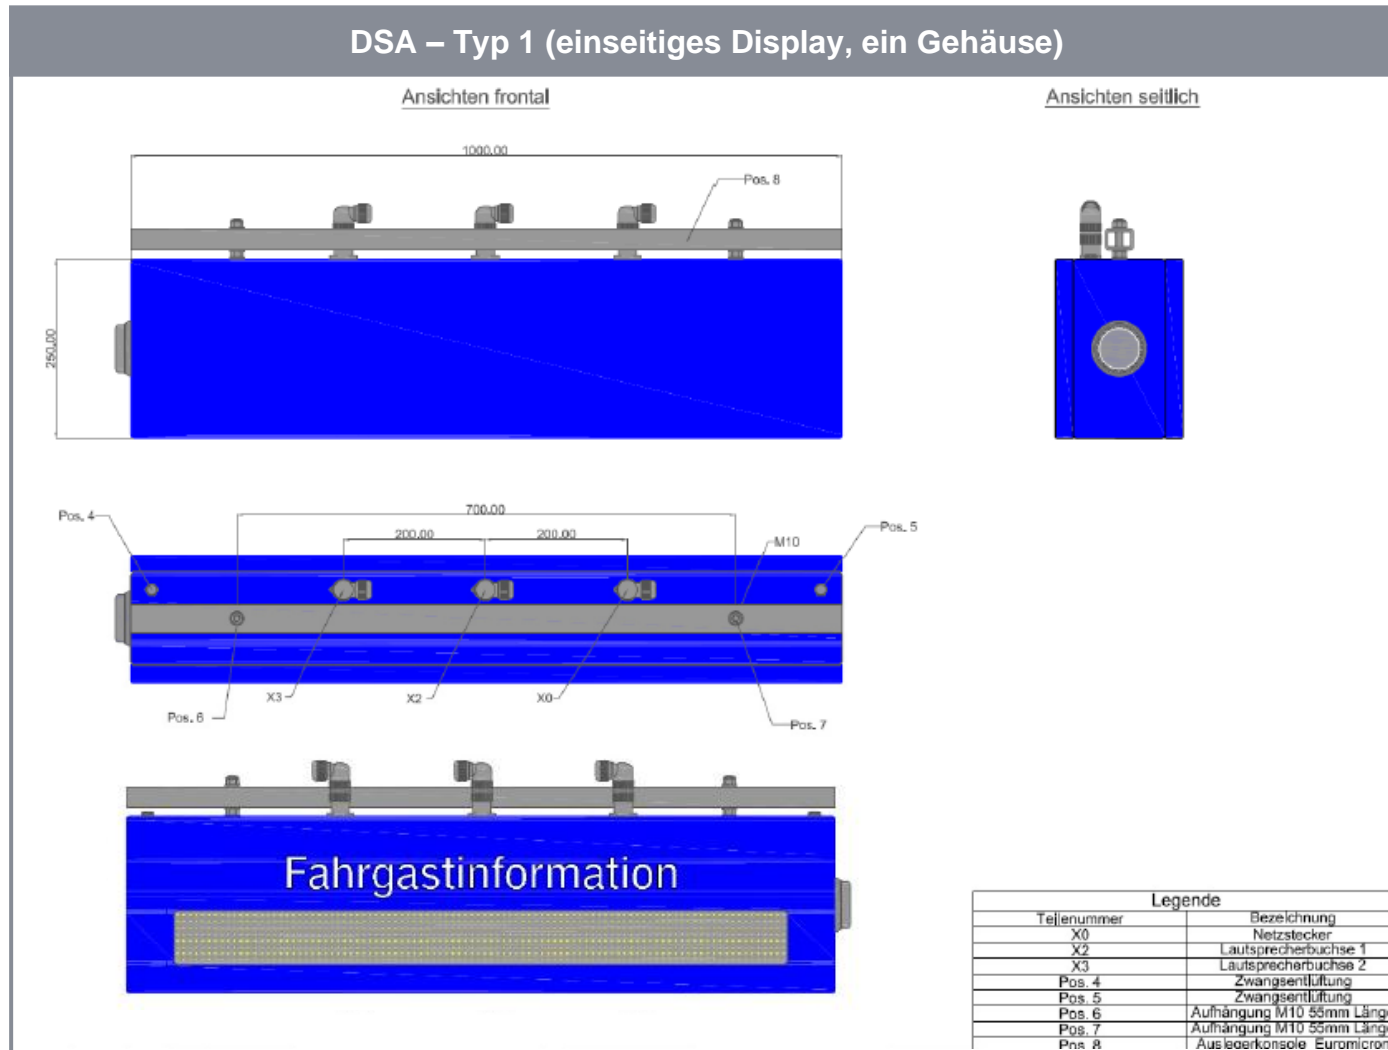 DSA – Typ 1 (einseitiges Display, ein Gehäuse)
Ansichten frontal
Ansichten seitlich
1000.00
Pos. 8
250.00
700.00
Pos. 4
200.00
200.00
Pos. 5
M10
X3
X2
X0
Pos. 6
Pos. 7
Fahrgastinformation
Legende
Teilenummer Bezeichnung
X0 Netzstecker
X2 Lautsprecherbuchse 1
X3 Lautsprecherbuchse 2
Pos. 4 Zwangsentlüftung
Pos. 5 Zwangsentlüftung
Pos. 6 Aufhängung M10 55mm Länge
Pos. 7 Aufhängung M10 55mm Länge
Pos. 8 Auslegerkonsole Euromicron